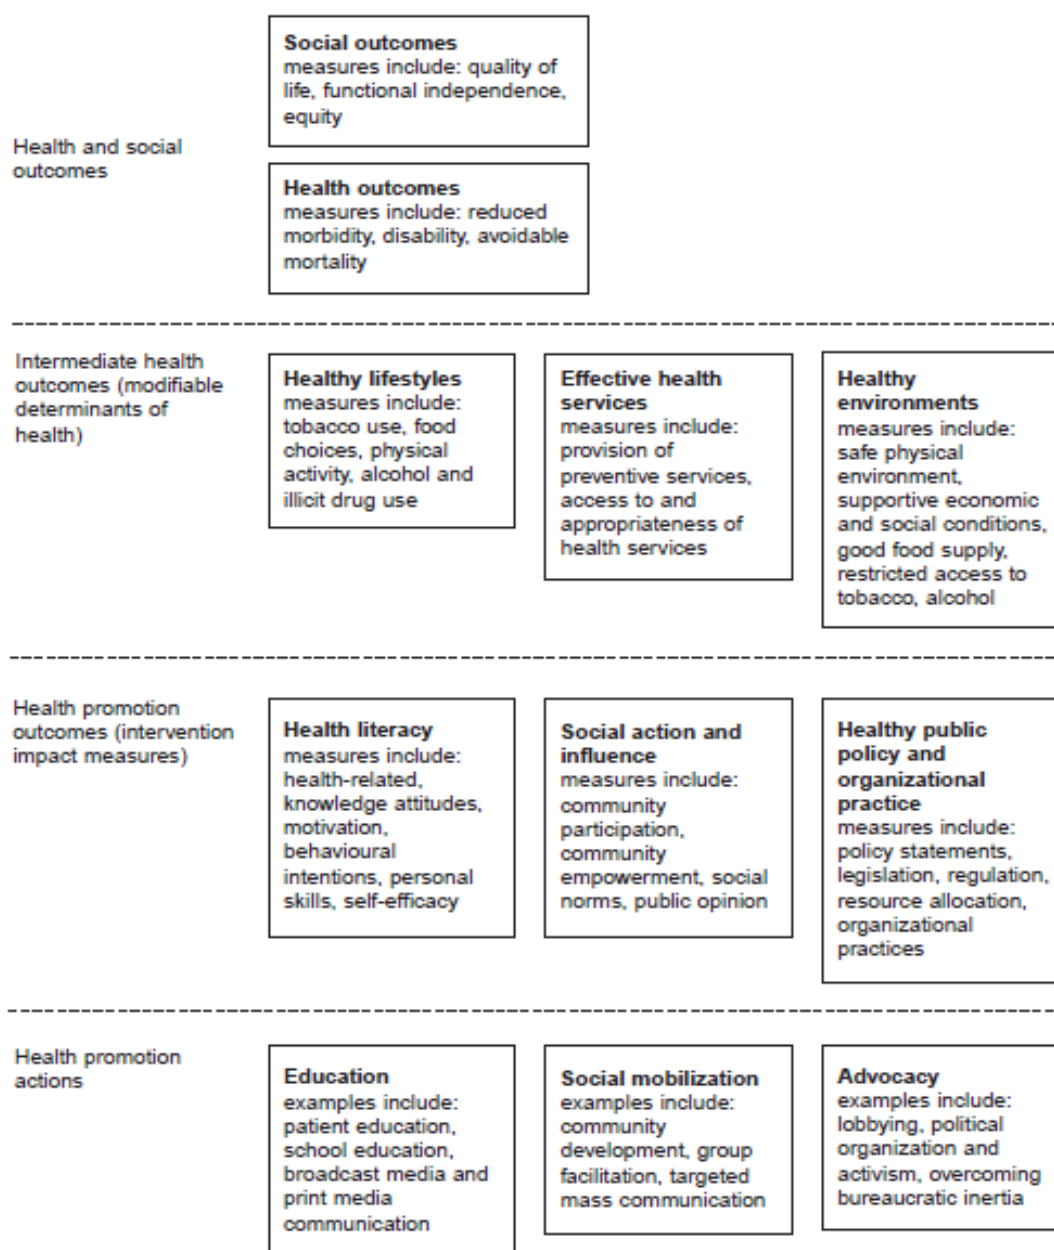 Social outcomes
measures include: quality of
life, functional independence,
equity
Health and social
outcomes
Health outcomes
measures include: reduced
morbidity, disability, avoidable
mortality
Intermediate health
outcomes (modifiable
determinants of
health)
Healthy lifestyles
measures include:
tobacco use, food
choices, physical
activity, alcohol and
illicit drug use
Effective health
services
measures include:
provision of
preventive services,
access to and
appropriateness of
health services
Healthy
environments
measures include:
safe physical
environment,
supportive economic
and social conditions,
good food supply,
restricted access to
tobacco, alcohol
Health promotion
outcomes (intervention
impact measures)
Health literacy
measures include:
health-related,
knowledge attitudes,
motivation,
behavioural
intentions, personal
skills, self-efficacy
Social action and
influence
measures include:
community
participation,
community
empowerment, social
norms, public opinion
Healthy public
policy and
organizational
practice
measures include:
policy statements,
legislation, regulation,
resource allocation,
organizational
practices
Health promotion
actions
Education
examples include:
patient education,
school education,
broadcast media and
print media
communication
Social mobilization
examples include:
community
development, group
facilitation, targeted
mass communication
Advocacy
examples include:
lobbying, political
organization and
activism, overcoming
bureaucratic inertia